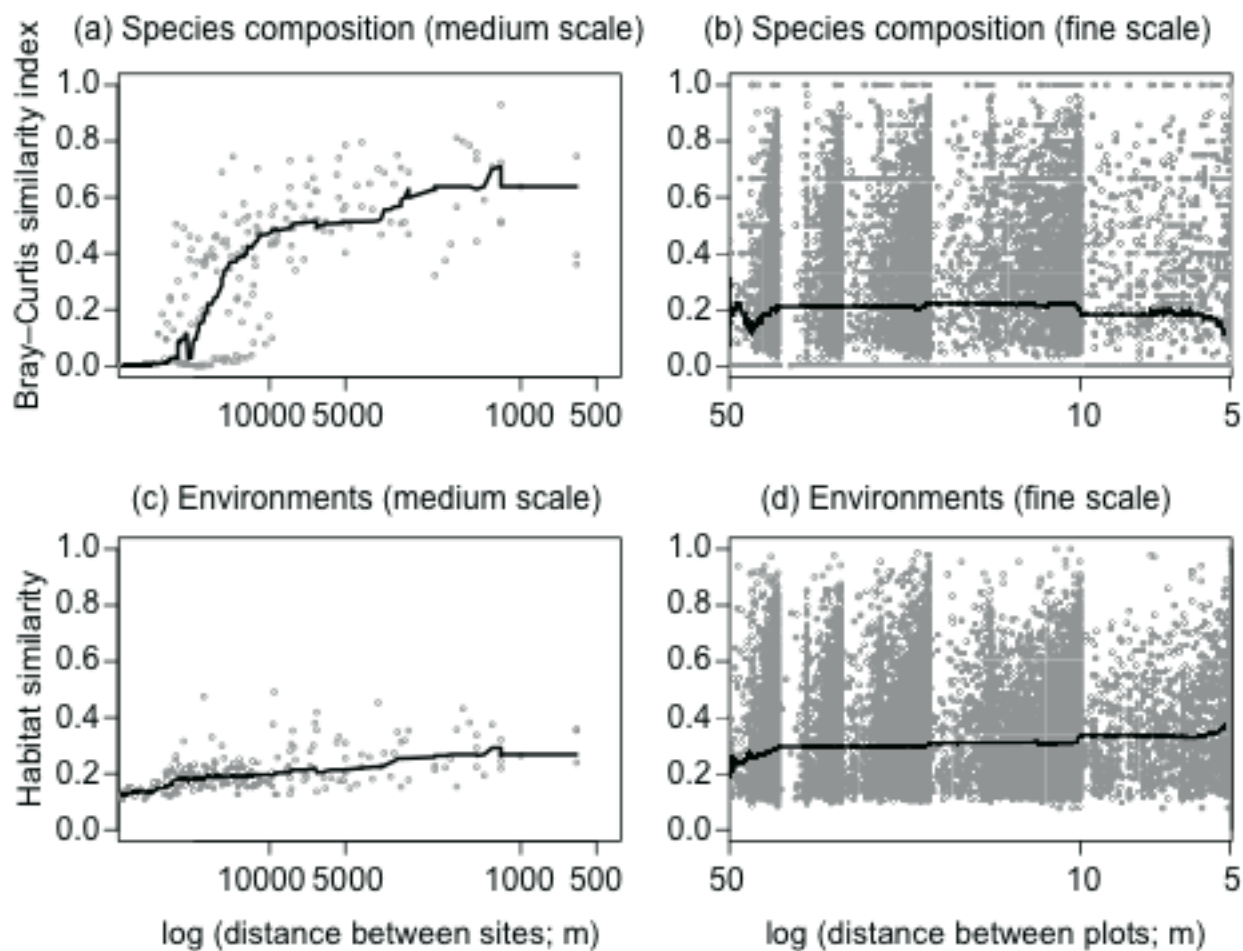 (a) Species composition (medium scale)
(b) Species composition (fine scale)
Bray–Curtis similarity index
1.0
0.8
0.6
0.4
0.2
0.0
10000 5000 1000 500
1.0
0.8
0.6
0.4
0.2
0.0
50 10 5
(c) Environments (medium scale)
(d) Environments (fine scale)
Habitat similarity
1.0
0.8
0.6
0.4
0.2
0.0
10000 5000 1000 500
log (distance between sites; m)
1.0
0.8
0.6
0.4
0.2
0.0
50 10 5
log (distance between plots; m)